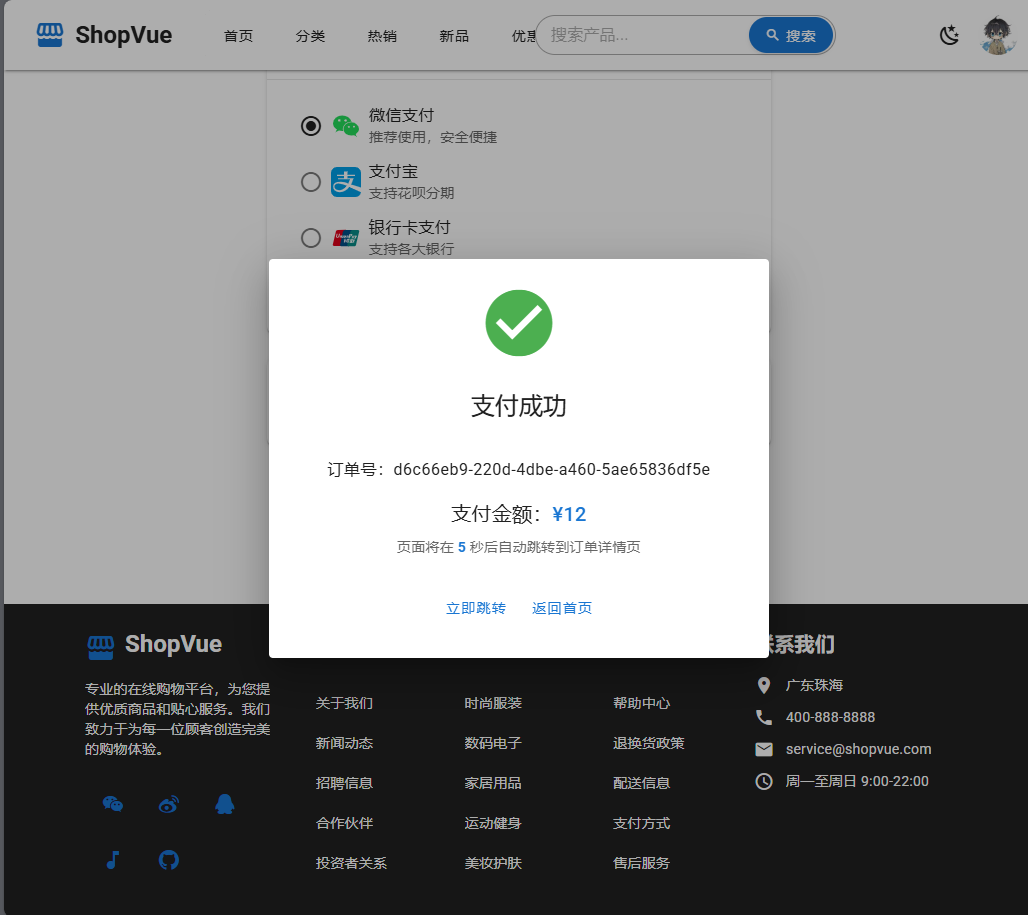 ShopVue
首页
分类
热销
新品
优惠
搜索产品...
搜索
微信支付
推荐使用，安全便捷
支
支付宝
支持花呗分期
银行卡支付
支持各大银行
支付成功
订单号：d6c66eb9-220d-4dbe-a460-5ae65836df5e
支付金额：¥12
页面将在 5 秒后自动跳转到订单详情页
立即跳转
返回首页
ShopVue
专业的在线购物平台，为您提
供优质商品和贴心服务。我们
致力于为每一位顾客创造完美
的购物体验。
关于我们
新闻动态
招聘信息
合作伙伴
投资者关系
时尚服装
数码电子
家居用品
运动健身
美妆护肤
帮助中心
退换货政策
配送信息
支付方式
售后服务
联系我们
广东珠海
400-888-8888
service@shopvue.com
周一至周日 9:00-22:00